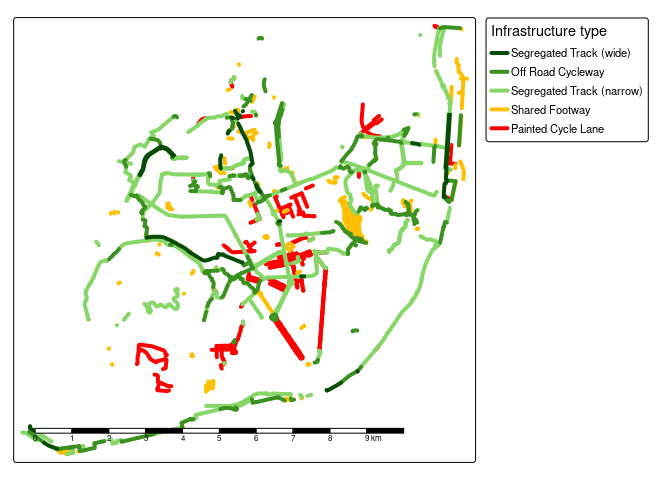 Infrastructure type
Segregated Track (wide)
Off Road Cycleway
Segregated Track (narrow)
Shared Footway
Painted Cycle Lane
0 1 2 3 4 5 6 7 8 9 km